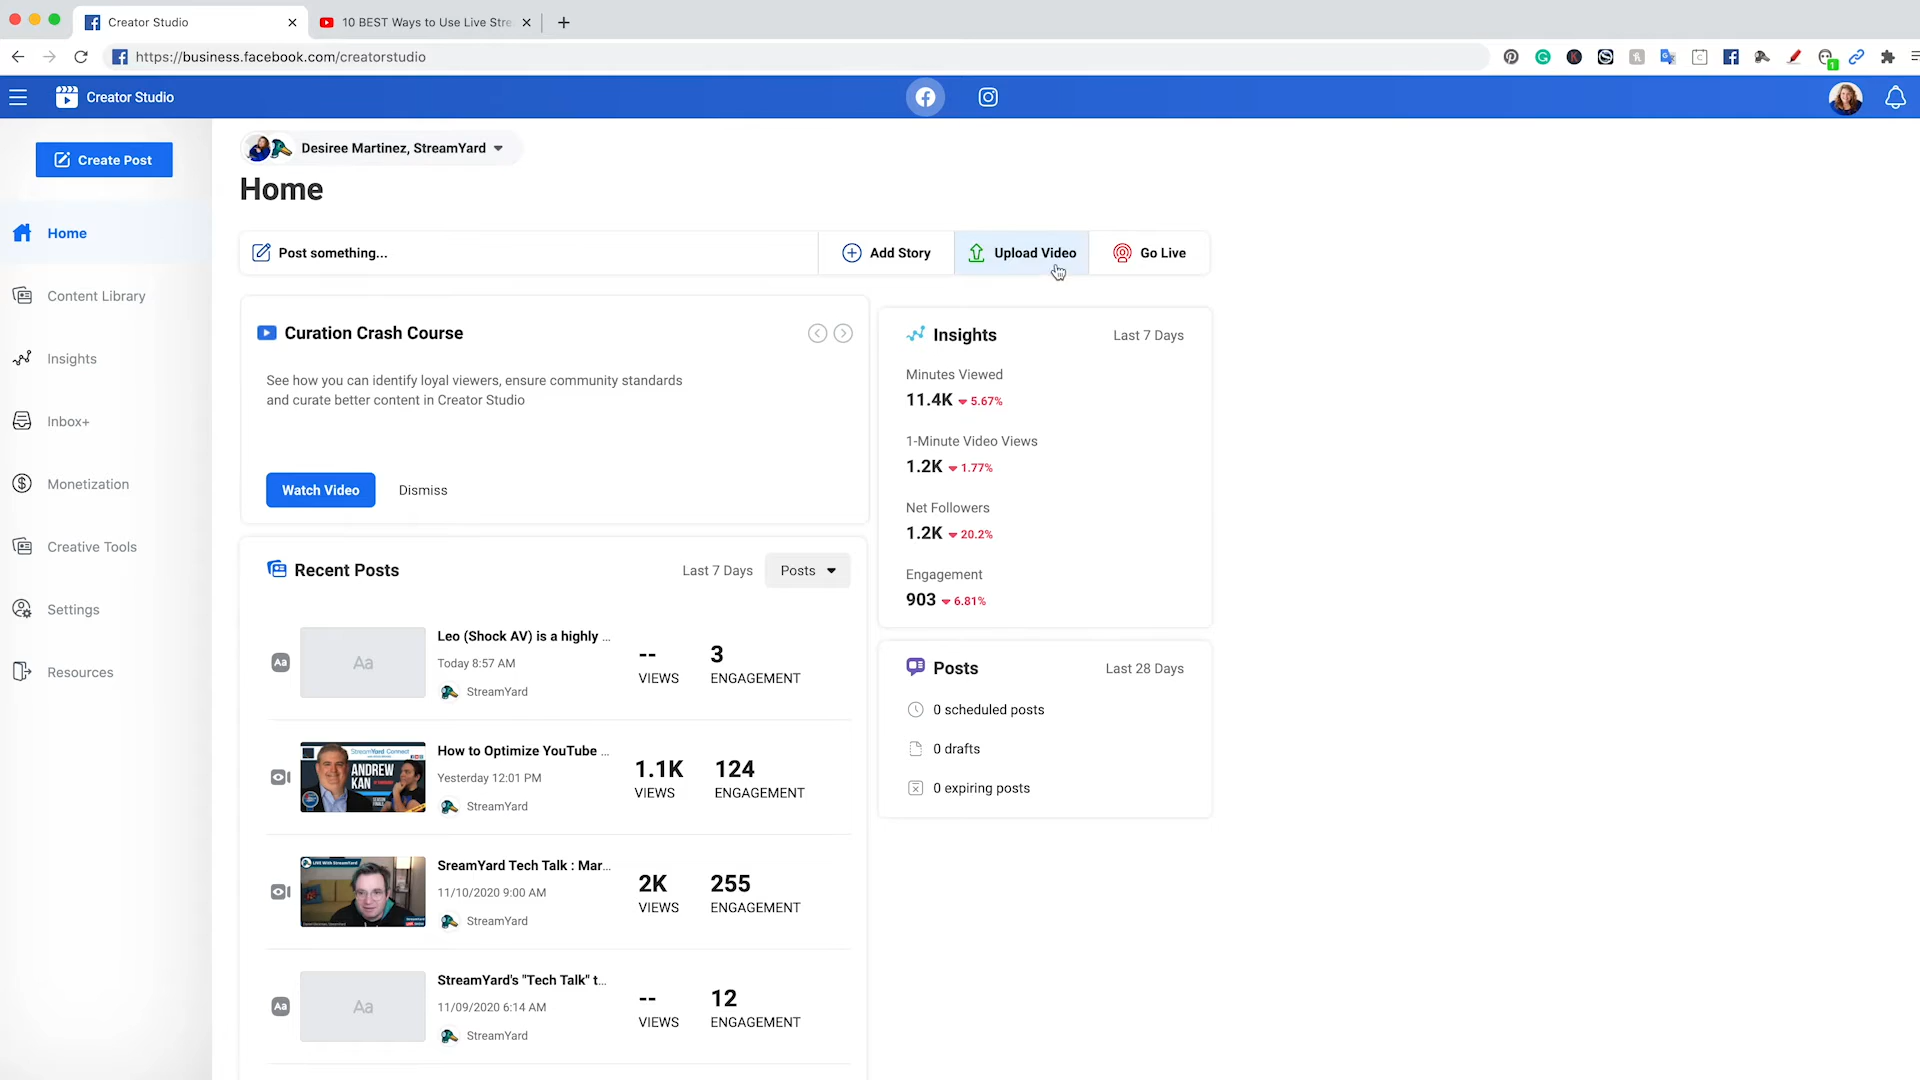 Creator Studio
10 BEST Ways to Use Live Stre
https://business.facebook.com/creatorstudio
Creator Studio
Create Post
Desiree Martinez, StreamYard
Home
Home
Content Library
Insights
Inbox+
Monetization
Creative Tools
Settings
Resources
Post something...
Add Story
Upload Video
Go Live
Curation Crash Course
See how you can identify loyal viewers, ensure community standards
and curate better content in Creator Studio
Watch Video
Dismiss
Insights
Last 7 Days
Minutes Viewed
11.4K 5.67%
1-Minute Video Views
1.2K 1.77%
Net Followers
1.2K 20.2%
Engagement
903 6.81%
Recent Posts
Last 7 Days
Posts
Aa
Aa
Leo (Shock AV) is a highly ...
Today 8:57 AM
StreamYard
--
VIEWS
3
ENGAGEMENT
StreamYard Connect
ANDREW
KAN
How to Optimize YouTube ...
Yesterday 12:01 PM
StreamYard
1.1K
VIEWS
124
ENGAGEMENT
LIVE With StreamYard
SreamYard Tech Talk : Mar...
11/10/2020 9:00 AM
StreamYard
2K
VIEWS
255
ENGAGEMENT
Aa
Aa
StreamYard's "Tech Talk" t...
11/09/2020 6:14 AM
StreamYard
--
VIEWS
12
ENGAGEMENT
Posts
Last 28 Days
0 scheduled posts
0 drafts
0 expiring posts